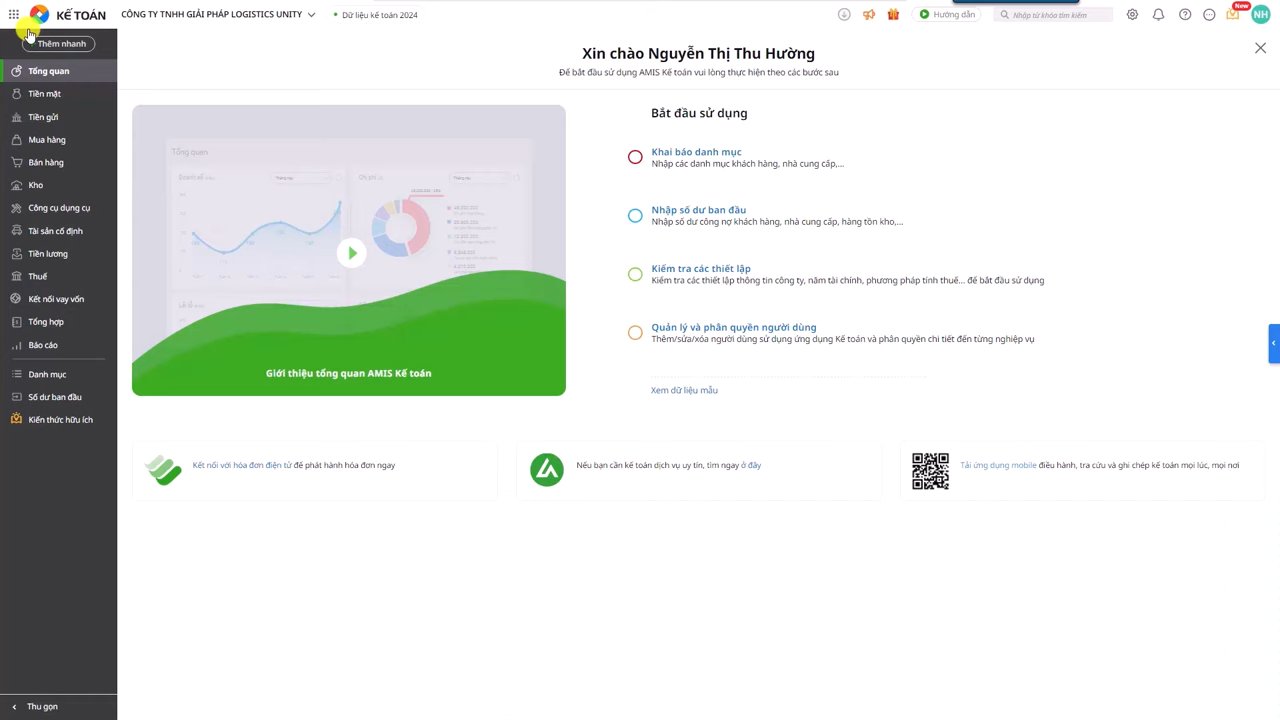 KẾ TOÁN
CÔNG TY TNHH GIẢI PHÁP LOGISTICS UNITY
Dữ liệu kế toán 2024
Hướng dẫn
Nhập từ khóa tìm kiếm
New
NH
Thêm nhanh
Tổng quan
Tiền mặt
Tiền gửi
Mua hàng
Bán hàng
Kho
Công cụ dụng cụ
Tài sản cố định
Tiền lương
Thuế
Kết nối vay vốn
Tổng hợp
Báo cáo
Danh mục
Số dư ban đầu
Kiến thức hữu ích
Thu gọn
Xin chào Nguyễn Thị Thu Hường
Để bắt đầu sử dụng AMIS Kế toán vui lòng thực hiện theo các bước sau
Tổng quan
Doanh số
Chi phí
Giới thiệu tổng quan AMIS Kế toán
Bắt đầu sử dụng
Khai báo danh mục
Nhập các danh mục khách hàng, nhà cung cấp,...
Nhập số dư ban đầu
Nhập số dư công nợ khách hàng, nhà cung cấp, hàng tồn kho,...
Kiểm tra các thiết lập
Kiểm tra các thiết lập thông tin công ty, năm tài chính, phương pháp tính thuế... để bắt đầu sử dụng
Quản lý và phân quyền người dùng
Thêm/sửa/xóa người dùng sử dụng ứng dụng Kế toán và phân quyền chi tiết đến từng nghiệp vụ
Xem dữ liệu mẫu
Kết nối với hóa đơn điện tử để phát hành hóa đơn ngay
Nếu bạn cần kế toán dịch vụ uy tín, tìm ngay ở đây
Tải ứng dụng mobile điều hành, tra cứu và ghi chép kế toán mọi lúc, mọi nơi